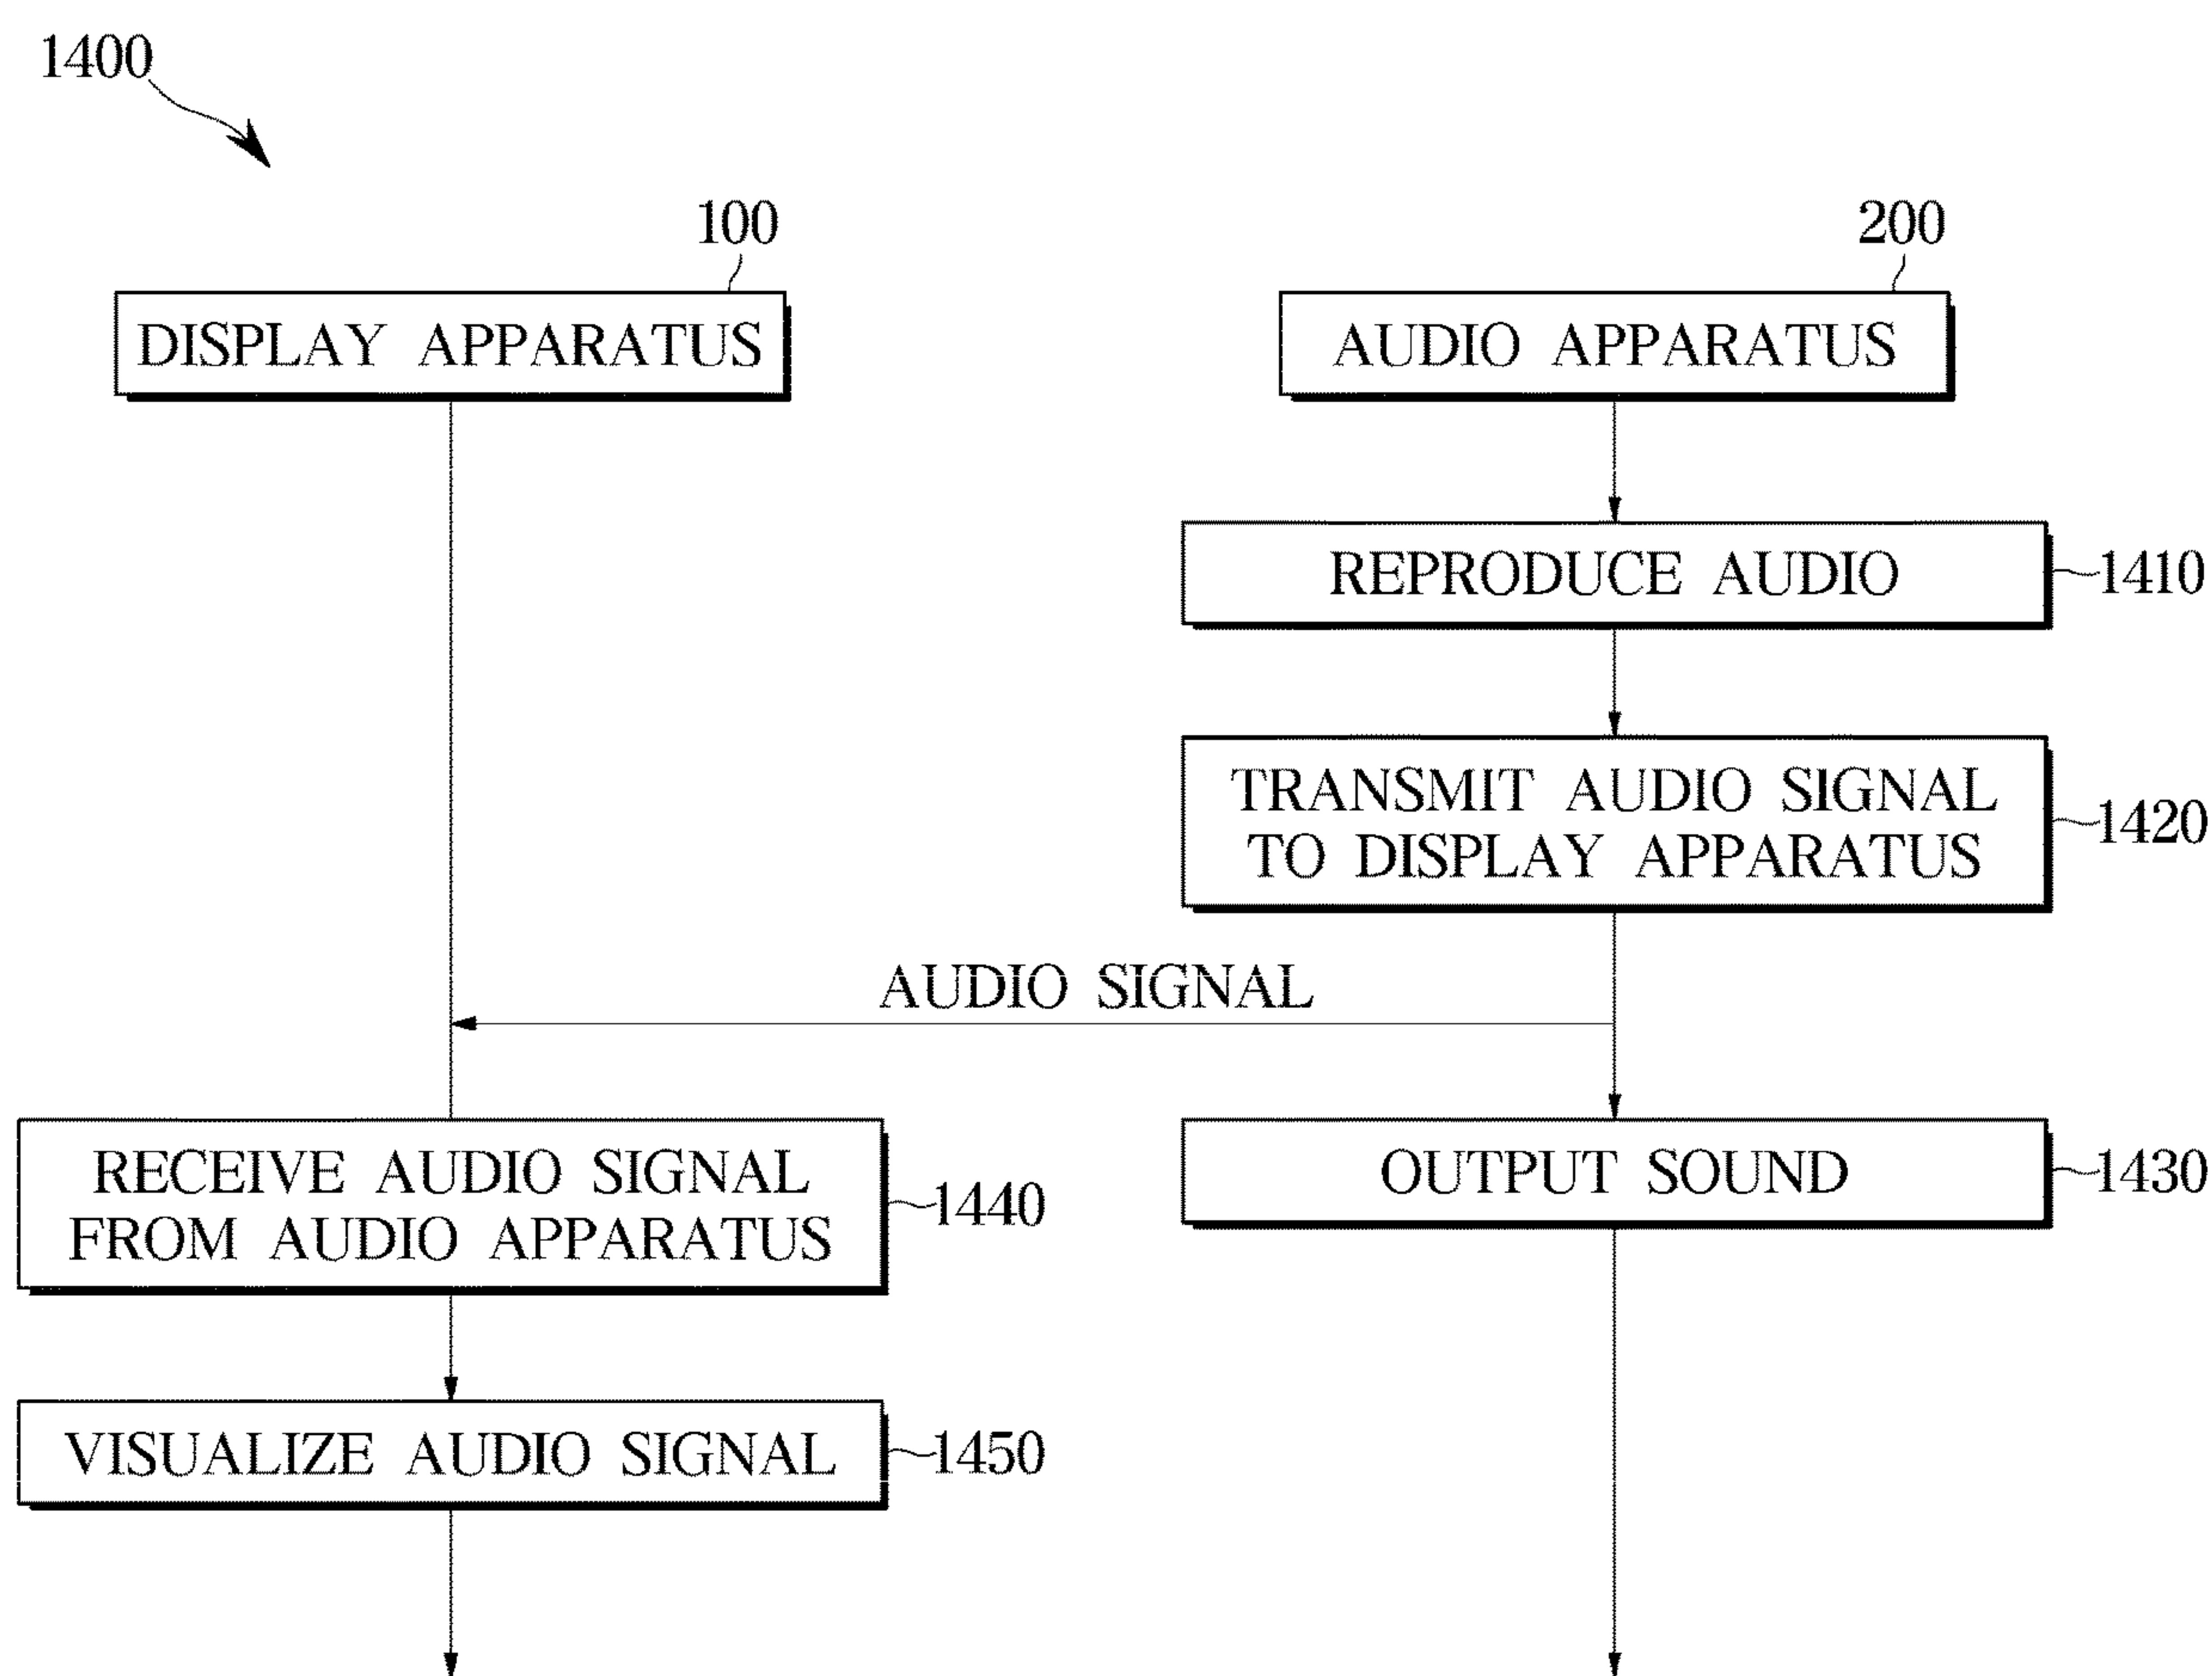 1400
100
200
DISPLAY APPARATUS
AUDIO APPARATUS
REPRODUCE AUDIO
1410
TRANSMIT AUDIO SIGNAL
TO DISPLAY APPARATUS
1420
AUDIO SIGNAL
RECEIVE AUDIO SIGNAL
FROM AUDIO APPARATUS
1440
OUTPUT SOUND
1430
VISUALIZE AUDIO SIGNAL
1450